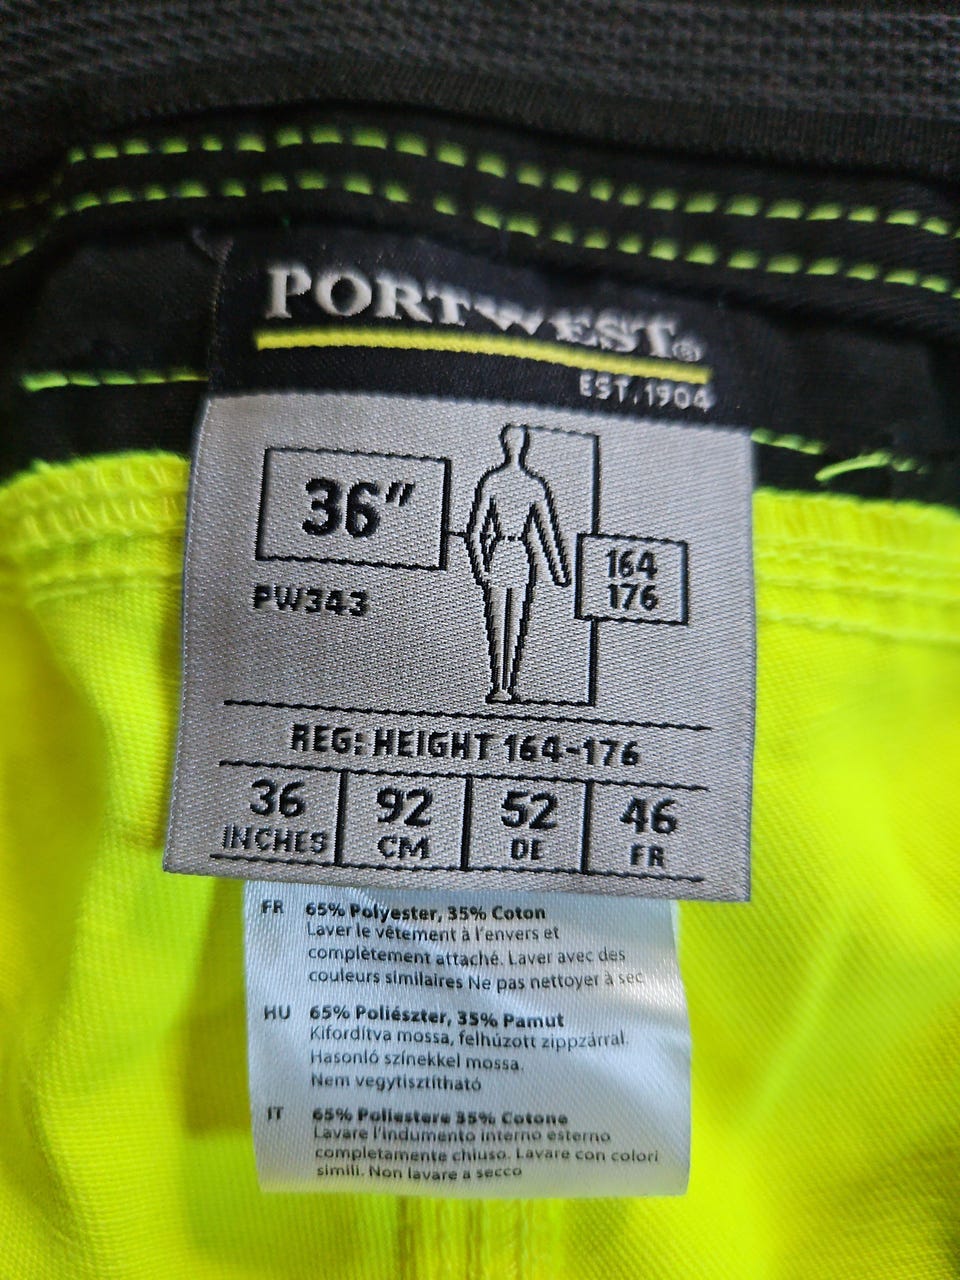 PORTWEST®
EST.1904
36"
164
176
PW343
REG: HEIGHT 164-176
36 92 52 46
INCHES CM DE FR
FR 65% Polyester, 35% Coton
Laver le vêtement à l'envers et
complètement attaché. Laver avec des
couleurs similaires Ne pas nettoyer à sec
HU 65% Poliészter, 35% Pamut
Kifordítva mossa, felhúzott zippzárral.
Hasonló színekkel mossa.
Nem vegytisztítható
IT 65% Poliestere 35% Cotone
Lavare l'indumento interno esterno
completamente chiuso. Lavare con colori
simili. Non lavare a secco